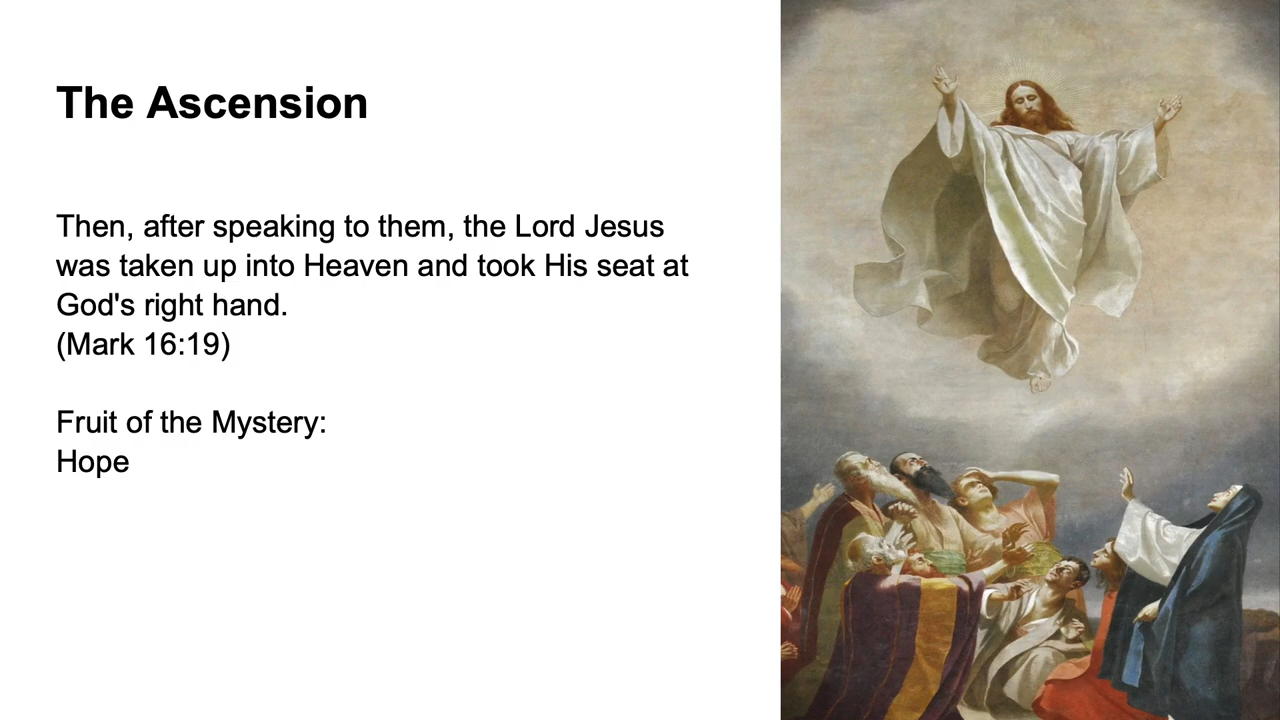 The Ascension
Then, after speaking to them, the Lord Jesus
was taken up into Heaven and took His seat at
God's right hand.
(Mark 16:19)
Fruit of the Mystery:
Hope